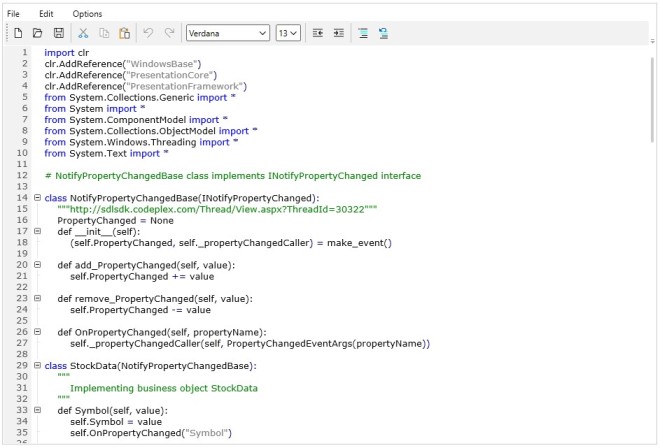 File Edit Options
Verdana 13
1 import clr
2 clr.AddReference("WindowsBase")
3 clr.AddReference("PresentationCore")
4 clr.AddReference("PresentationFramework")
5 from System.Collections.Generic import *
6 from System import *
7 from System.ComponentModel import *
8 from System.Collections.ObjectModel import *
9 from System.Windows.Threading import *
10 from System.Text import *
11
12 # NotifyPropertyChangedBase class implements INotifyPropertyChanged interface
13
14 class NotifyPropertyChangedBase(INotifyPropertyChanged):
15 """http://sdlsdk.codeplex.com/Thread/View.aspx?ThreadId=30322"""
16 PropertyChanged = None
17 def __init__(self):
18 (self.PropertyChanged, self._propertyChangedCaller) = make_event()
19
20 def add_PropertyChanged(self, value):
21 self.PropertyChanged += value
22
23 def remove_PropertyChanged(self, value):
24 self.PropertyChanged -= value
25
26 def OnPropertyChanged(self, propertyName):
27 self._propertyChangedCaller(self, PropertyChangedEventArgs(propertyName))
28
29 class StockData(NotifyPropertyChangedBase):
30 """
31 Implementing business object StockData
32 """
33 def Symbol(self, value):
34 self.Symbol = value
35 self.OnPropertyChanged("Symbol")